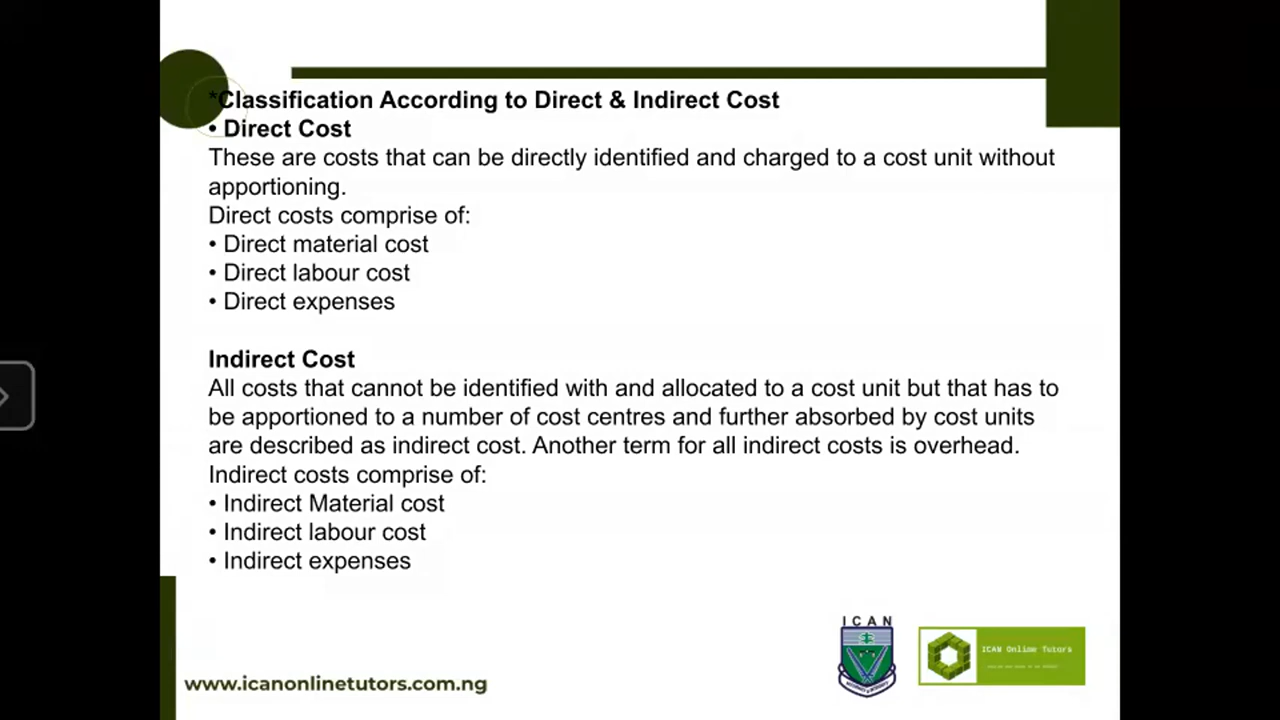 *Classification According to Direct & Indirect Cost
• Direct Cost
These are costs that can be directly identified and charged to a cost unit without
apportioning.
Direct costs comprise of:
• Direct material cost
• Direct labour cost
• Direct expenses
Indirect Cost
All costs that cannot be identified with and allocated to a cost unit but that has to
be apportioned to a number of cost centres and further absorbed by cost units
are described as indirect cost. Another term for all indirect costs is overhead.
Indirect costs comprise of:
• Indirect Material cost
• Indirect labour cost
• Indirect expenses
ICAN
ICAN Online Tutors
www.icanonlinetutors.com.ng